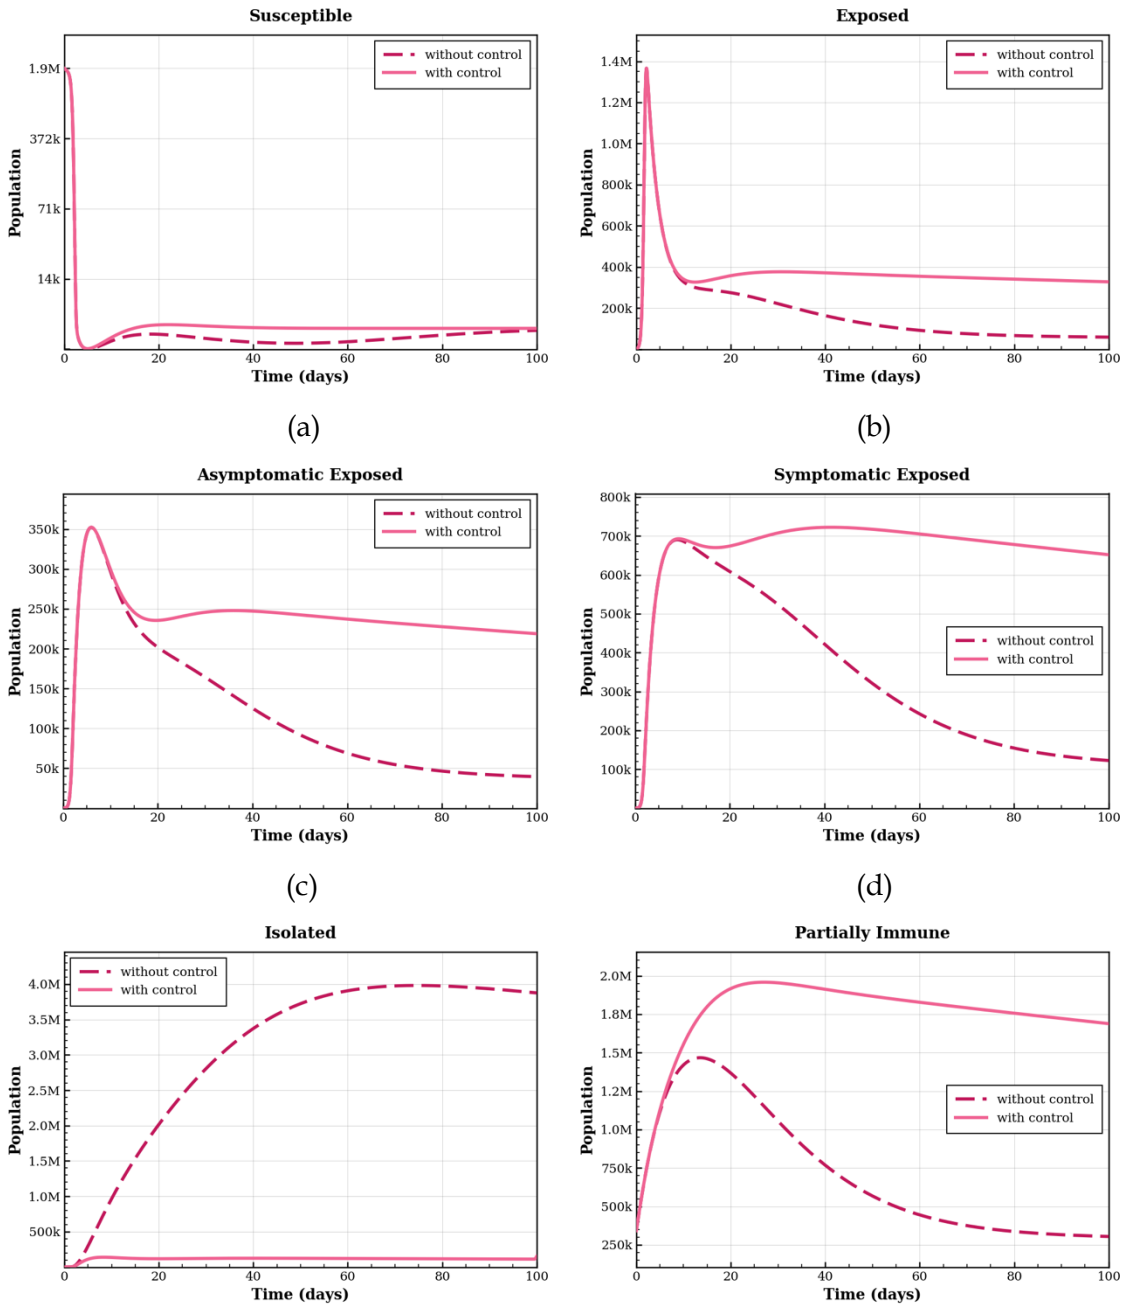 Susceptible
Population
1.9M
372k
71k
14k
without control
with control
0
20
40
60
80
100
Time (days)
(a)
Exposed
Population
1.4M
1.2M
1.0M
800k
600k
400k
200k
without control
with control
0
20
40
60
80
100
Time (days)
(b)
Asymptomatic Exposed
Population
350k
300k
250k
200k
150k
100k
50k
without control
with control
0
20
40
60
80
100
Time (days)
(c)
Symptomatic Exposed
Population
800k
700k
600k
500k
400k
300k
200k
100k
without control
with control
0
20
40
60
80
100
Time (days)
(d)
Isolated
Population
4.0M
3.5M
3.0M
2.5M
2.0M
1.5M
1.0M
500k
without control
with control
0
20
40
60
80
100
Time (days)
Partially Immune
Population
2.0M
1.8M
1.5M
1.2M
1.0M
750k
500k
250k
without control
with control
0
20
40
60
80
100
Time (days)